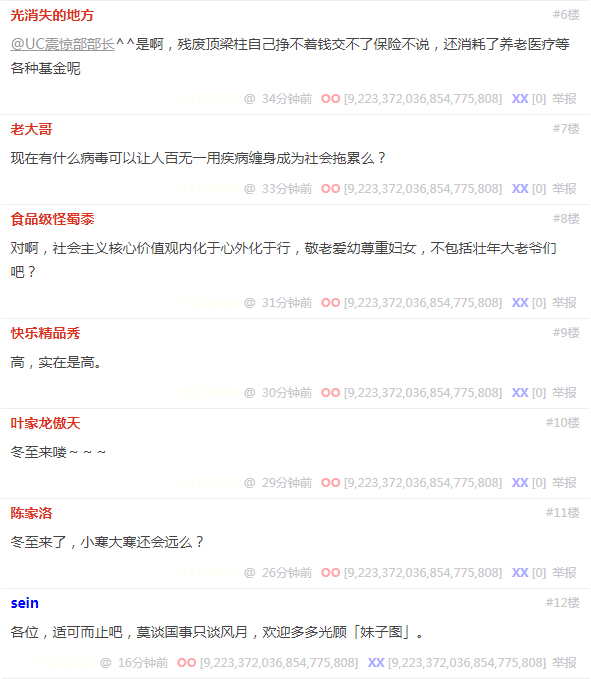 光消失的地方 #6楼
@UC震惊部部长^^是啊，残废顶梁柱自己挣不着钱交不了保险不说，还消耗了养老医疗等
各种基金呢
@ 34分钟前 OO [9,223,372,036,854,775,808] XX [0] 举报
老大哥 #7楼
现在有什么病毒可以让人百无一用疾病缠身成为社会拖累么？
@ 33分钟前 OO [9,223,372,036,854,775,808] XX [0] 举报
食品级怪蜀黍 #8楼
对啊，社会主义核心价值观内化于心外化于行，敬老爱幼尊重妇女，不包括壮年大老爷们
吧？
@ 31分钟前 OO [9,223,372,036,854,775,808] XX [0] 举报
快乐精品秀 #9楼
高，实在是高。
@ 30分钟前 OO [9,223,372,036,854,775,808] XX [0] 举报
叶家龙傲天 #10楼
冬至来喽～～～
@ 29分钟前 OO [9,223,372,036,854,775,808] XX [0] 举报
陈家洛 #11楼
冬至来了，小寒大寒还会远么？
@ 26分钟前 OO [9,223,372,036,854,775,808] XX [0] 举报
sein #12楼
各位，适可而止吧，莫谈国事只谈风月，欢迎多多光顾「妹子图」。
@ 16分钟前 OO [9,223,372,036,854,775,808] XX [9,223,372,036,854,775,808] 举报